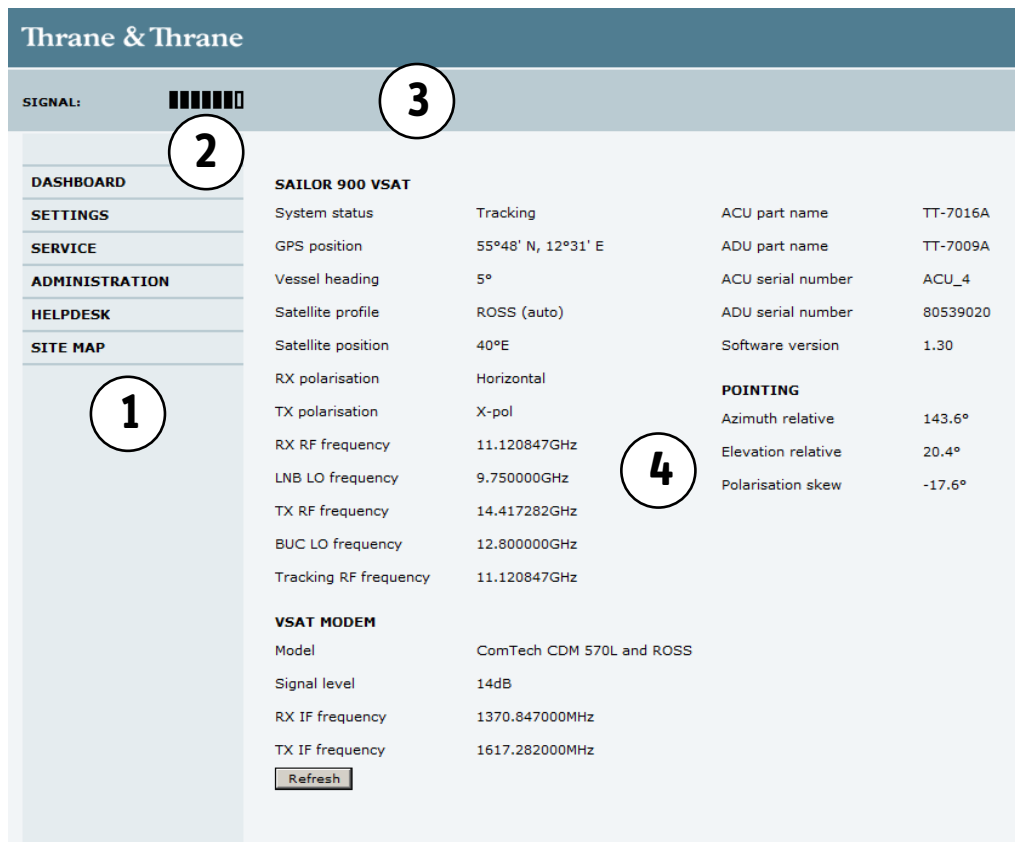 Thrane & Thrane
SIGNAL:
3
2
DASHBOARD
SETTINGS
SERVICE
ADMINISTRATION
HELPDESK
SITE MAP
1
SAILOR 900 VSAT
System status Tracking
GPS position 55°48' N, 12°31' E
Vessel heading 5°
Satellite profile ROSS (auto)
Satellite position 40°E
RX polarisation Horizontal
TX polarisation X-pol
RX RF frequency 11.120847GHz
LNB LO frequency 9.750000GHz
TX RF frequency 14.417282GHz
BUC LO frequency 12.800000GHz
Tracking RF frequency 11.120847GHz
VSAT MODEM
Model ComTech CDM 570L and ROSS
Signal level 14dB
RX IF frequency 1370.847000MHz
TX IF frequency 1617.282000MHz
Refresh
4
ACU part name TT-7016A
ADU part name TT-7009A
ACU serial number ACU_4
ADU serial number 80539020
Software version 1.30
POINTING
Azimuth relative 143.6°
Elevation relative 20.4°
Polarisation skew -17.6°